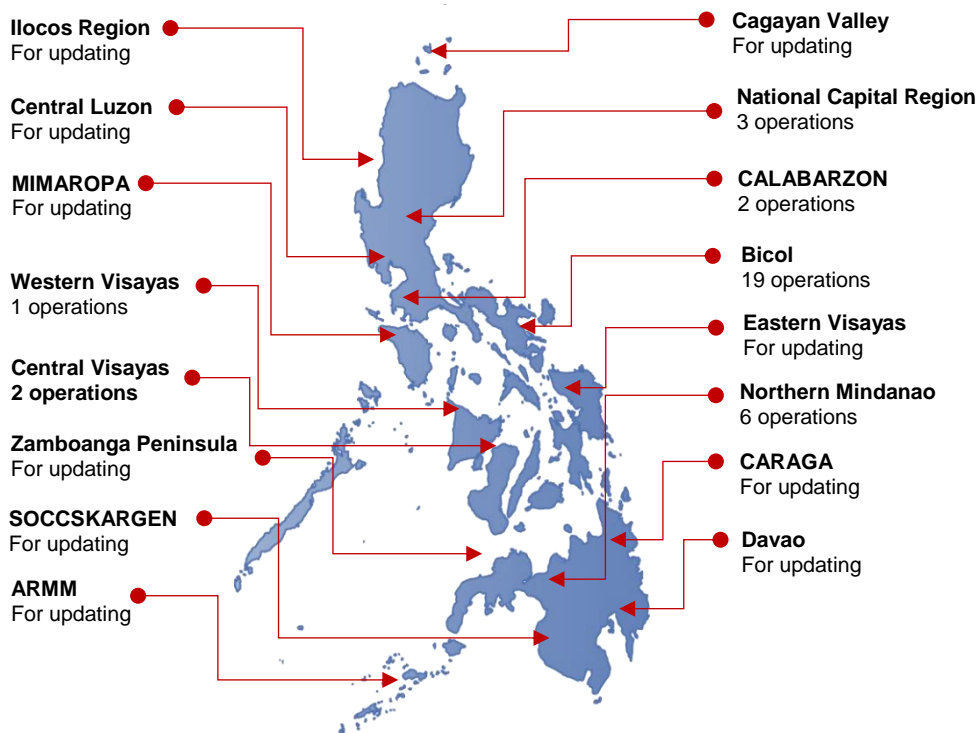 Ilocos Region
For updating
Central Luzon
For updating
MIMAROPA
For updating
Western Visayas
1 operations
Central Visayas
2 operations
Zamboanga Peninsula
For updating
SOCCSKARGEN
For updating
ARMM
For updating
Cagayan Valley
For updating
National Capital Region
3 operations
CALABARZON
2 operations
Bicol
19 operations
Eastern Visayas
For updating
Northern Mindanao
6 operations
CARAGA
For updating
Davao
For updating